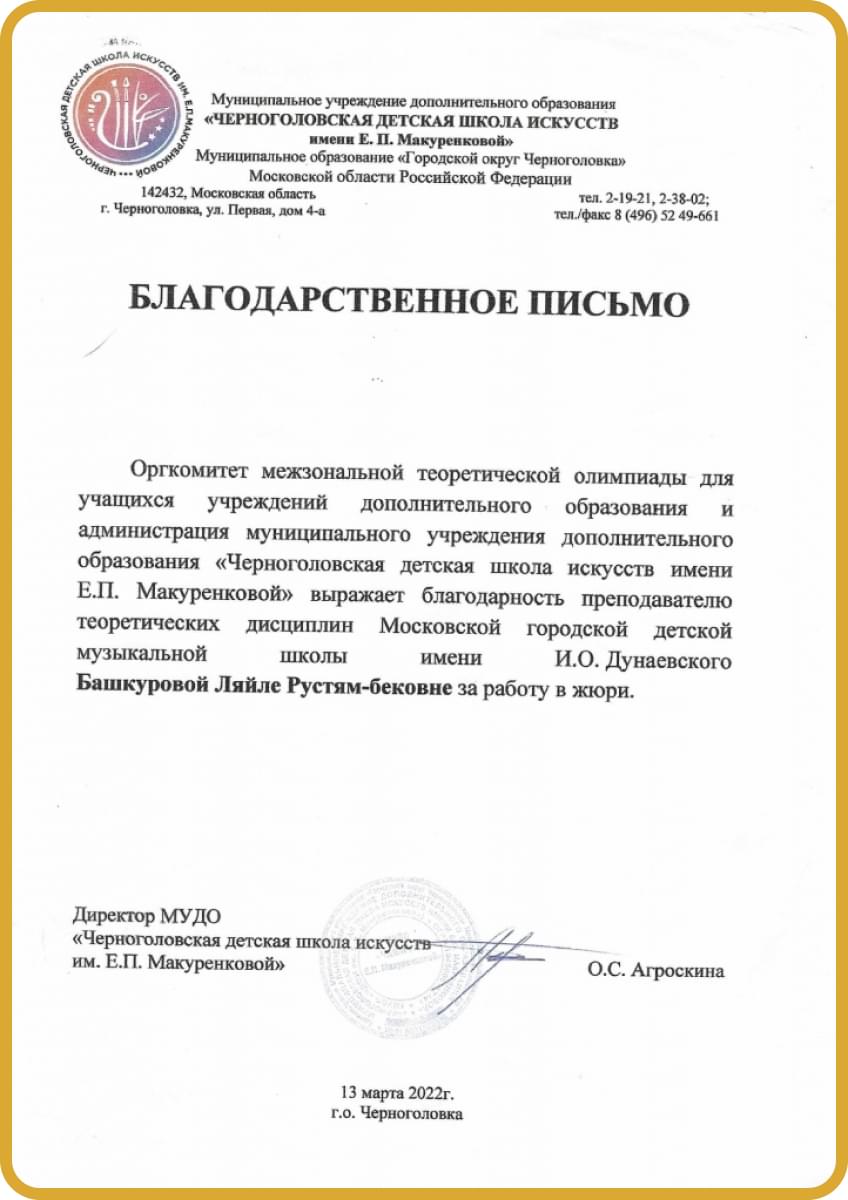 ЧЕРНОГОЛОВСКАЯ ДЕТСКАЯ ШКОЛА ИСКУССТВ ИМ. Е.П.МАКУРЕНКОВОЙ
Муниципальное учреждение дополнительного образования
«ЧЕРНОГОЛОВСКАЯ ДЕТСКАЯ ШКОЛА ИСКУССТВ
имени Е. П. Макуренковой»
Муниципальное образование «Городской округ Черноголовка»
Московской области Российской Федерации
142432, Московская область
г. Черноголовка, ул. Первая, дом 4-а
тел. 2-19-21, 2-38-02;
тел./факс 8 (496) 52 49-661
БЛАГОДАРСТВЕННОЕ ПИСЬМО
Оргкомитет межзональной теоретической олимпиады для
учащихся учреждений дополнительного образования и
администрация муниципального учреждения дополнительного
образования «Черноголовская детская школа искусств имени
Е.П. Макуренковой» выражает благодарность преподавателю
теоретических дисциплин Московской городской детской
музыкальной школы имени И.О. Дунаевского
Башкуровой Ляйле Рустям-бековне за работу в жюри.
Директор МУДО
«Черноголовская детская школа искусств
им. Е.П. Макуренковой»
О.С. Агроскина
13 марта 2022г.
г.о. Черноголовка